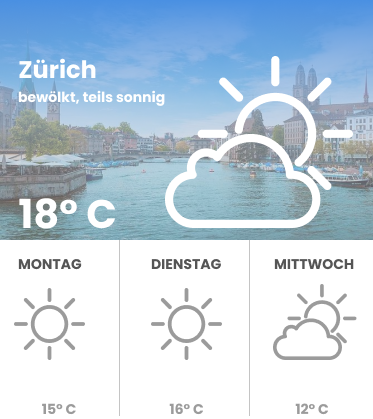 Zürich
bewölkt, teils sonnig
18° C
MONTAG DIENSTAG MITTWOCH
15° C 16° C 12° C